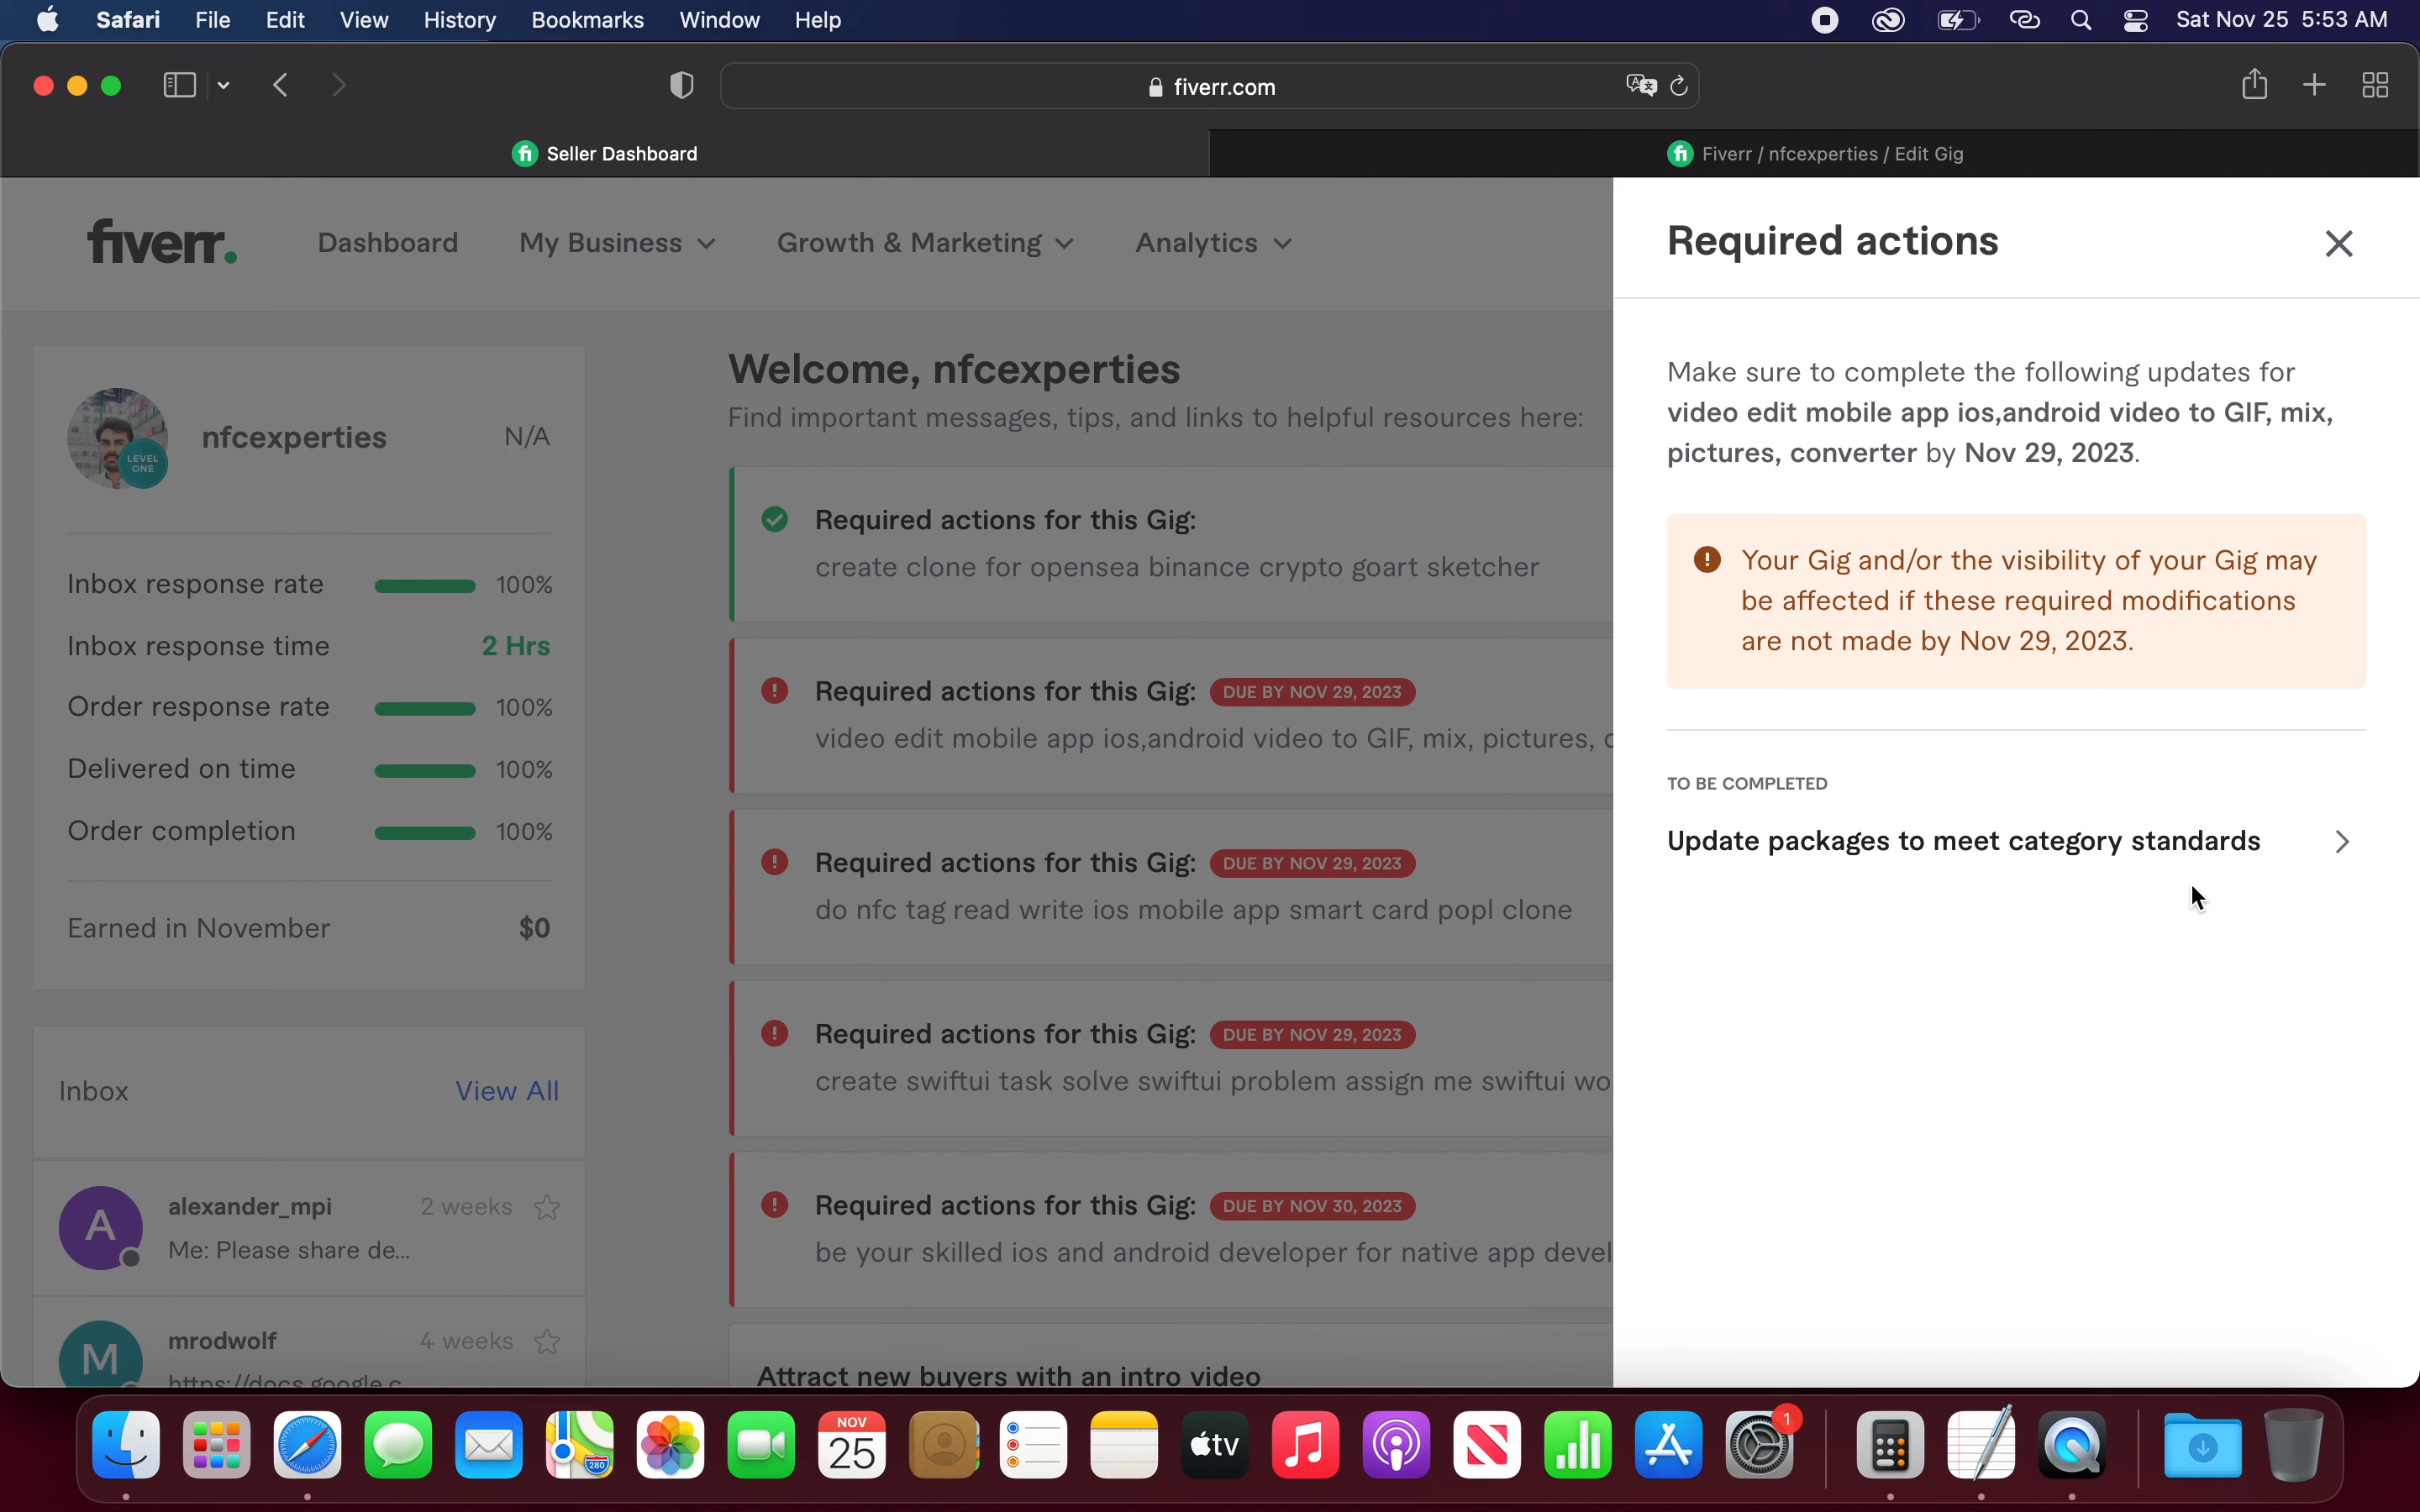 Safari File Edit View History Bookmarks Window Help Sat Nov 25 5:53 AM
fiverr.com
fi Seller Dashboard
fi Fiverr / nfcexperties / Edit Gig
fiverr. Dashboard My Business Growth & Marketing Analytics
nfcexperties N/A
LEVEL
ONE
Inbox response rate 100%
Inbox response time 2 Hrs
Order response rate 100%
Delivered on time 100%
Order completion 100%
Earned in November $0
Inbox View All
A
alexander_mpi 2 weeks
Me: Please share de...
M
mrodwolf 4 weeks
https://docs.google.c
Welcome, nfcexperties
Find important messages, tips, and links to helpful resources here:
Required actions for this Gig:
create clone for opensea binance crypto goart sketcher
Required actions for this Gig: DUE BY NOV 29, 2023
video edit mobile app ios,android video to GIF, mix, pictures, c
Required actions for this Gig: DUE BY NOV 29, 2023
do nfc tag read write ios mobile app smart card popl clone
Required actions for this Gig: DUE BY NOV 29, 2023
create swiftui task solve swiftui problem assign me swiftui wo
Required actions for this Gig: DUE BY NOV 30, 2023
be your skilled ios and android developer for native app devel
Attract new buyers with an intro video
Required actions
Make sure to complete the following updates for
video edit mobile app ios,android video to GIF, mix,
pictures, converter by Nov 29, 2023.
Your Gig and/or the visibility of your Gig may
be affected if these required modifications
are not made by Nov 29, 2023.
TO BE COMPLETED
Update packages to meet category standards
280
NOV
25
tv
1